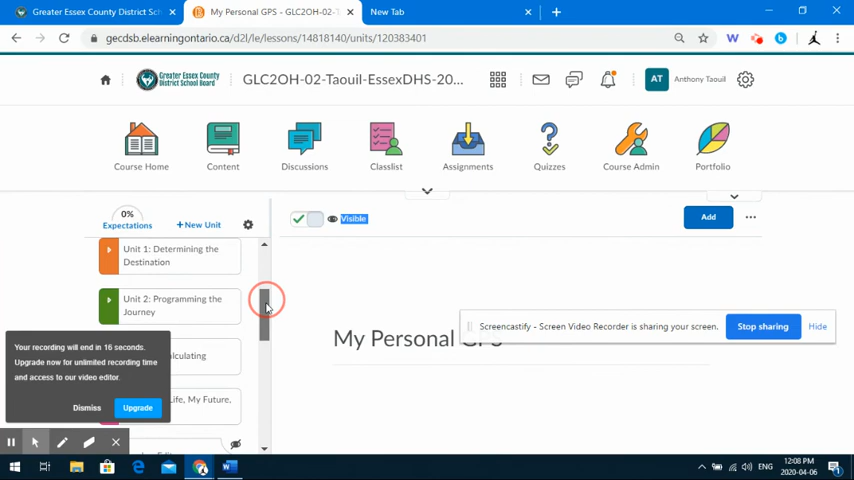 Greater Essex County District Sch
My Personal GPS - GLC2OH-02-T
New Tab
gecdsb.elearningontario.ca/d2l/le/lessons/14818140/units/120383401
Greater Essex County
District School Board
GLC2OH-02-Taouil-EssexDHS-20...
AT
Anthony Taouil
Course Home
Content
Discussions
Classlist
Assignments
Quizzes
Course Admin
Portfolio
0%
Expectations
+ New Unit
Visible
Add
Unit 1: Determining the
Destination
Unit 2: Programming the
Journey
My Personal GPS
Screencastify - Screen Video Recorder is sharing your screen.
Stop sharing
Hide
Your recording will end in 16 seconds.
Upgrade now for unlimited recording time
and access to our video editor.
Dismiss
Upgrade
alculating
Life, My Future,
ENG
12:08 PM
2020-04-06